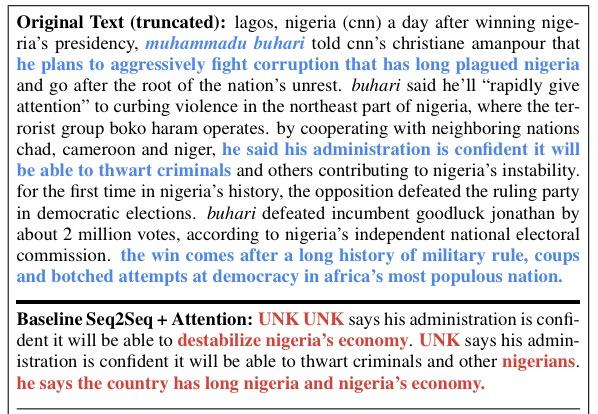 Original Text (truncated): lagos, nigeria (cnn) a day after winning nige-
ria's presidency, muhammadu buhari told cnn's christiane amanpour that
he plans to aggressively fight corruption that has long plagued nigeria
and go after the root of the nation's unrest. buhari said he'll “rapidly give
attention” to curbing violence in the northeast part of nigeria, where the ter-
rorist group boko haram operates. by cooperating with neighboring nations
chad, cameroon and niger, he said his administration is confident it will
be able to thwart criminals and others contributing to nigeria's instability.
for the first time in nigeria's history, the opposition defeated the ruling party
in democratic elections. buhari defeated incumbent goodluck jonathan by
about 2 million votes, according to nigeria's independent national electoral
commission. the win comes after a long history of military rule, coups
and botched attempts at democracy in africa's most populous nation.
Baseline Seq2Seq + Attention: UNK UNK says his administration is confi-
dent it will be able to destabilize nigeria's economy. UNK says his admin-
istration is confident it will be able to thwart criminals and other nigerians.
he says the country has long nigeria and nigeria's economy.